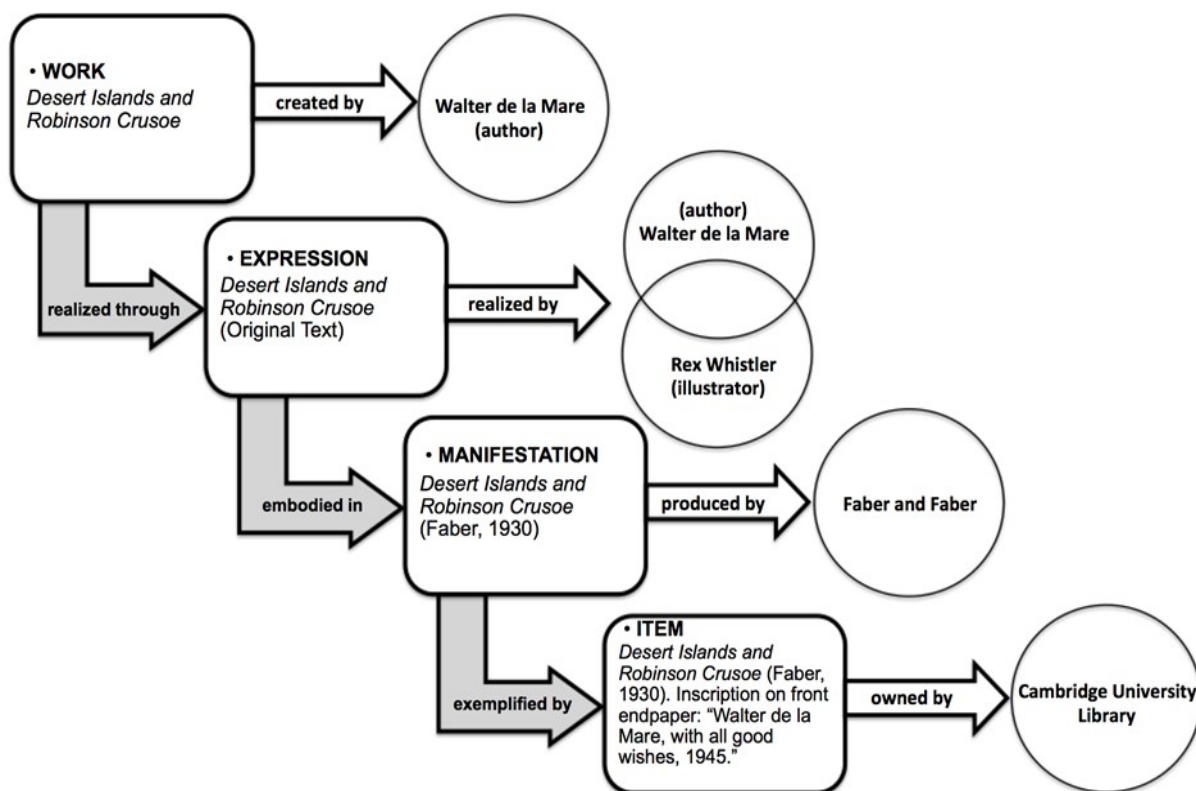 • WORK
Desert Islands and
Robinson Crusoe
created by
Walter de la Mare
(author)
realized through
• EXPRESSION
Desert Islands and
Robinson Crusoe
(Original Text)
realized by
(author)
Walter de la Mare
Rex Whistler
(illustrator)
embodied in
• MANIFESTATION
Desert Islands and
Robinson Crusoe
(Faber, 1930)
produced by
Faber and Faber
exemplified by
• ITEM
Desert Islands and
Robinson Crusoe (Faber,
1930). Inscription on front
endpaper: “Walter de la
Mare, with all good
wishes, 1945.”
owned by
Cambridge University
Library